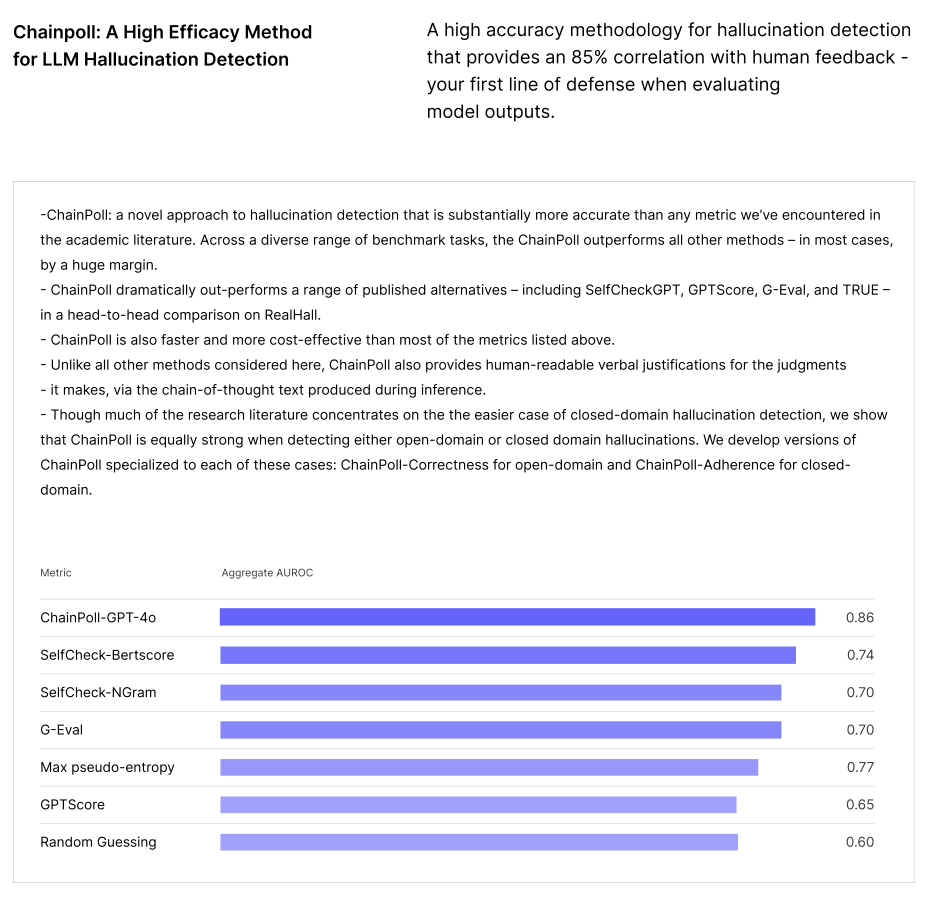 Chainpoll: A High Efficacy Method
for LLM Hallucination Detection
A high accuracy methodology for hallucination detection
that provides an 85% correlation with human feedback -
your first line of defense when evaluating
model outputs.
-ChainPoll: a novel approach to hallucination detection that is substantially more accurate than any metric we’ve encountered in
the academic literature. Across a diverse range of benchmark tasks, the ChainPoll outperforms all other methods – in most cases,
by a huge margin.
- ChainPoll dramatically out-performs a range of published alternatives – including SelfCheckGPT, GPTScore, G-Eval, and TRUE –
in a head-to-head comparison on RealHall.
- ChainPoll is also faster and more cost-effective than most of the metrics listed above.
- Unlike all other methods considered here, ChainPoll also provides human-readable verbal justifications for the judgments
- it makes, via the chain-of-thought text produced during inference.
- Though much of the research literature concentrates on the the easier case of closed-domain hallucination detection, we show
that ChainPoll is equally strong when detecting either open-domain or closed domain hallucinations. We develop versions of
ChainPoll specialized to each of these cases: ChainPoll-Correctness for open-domain and ChainPoll-Adherence for closed-
domain.
Metric Aggregate AUROC
ChainPoll-GPT-4o 0.86
SelfCheck-Bertscore 0.74
SelfCheck-NGram 0.70
G-Eval 0.70
Max pseudo-entropy 0.77
GPTScore 0.65
Random Guessing 0.60